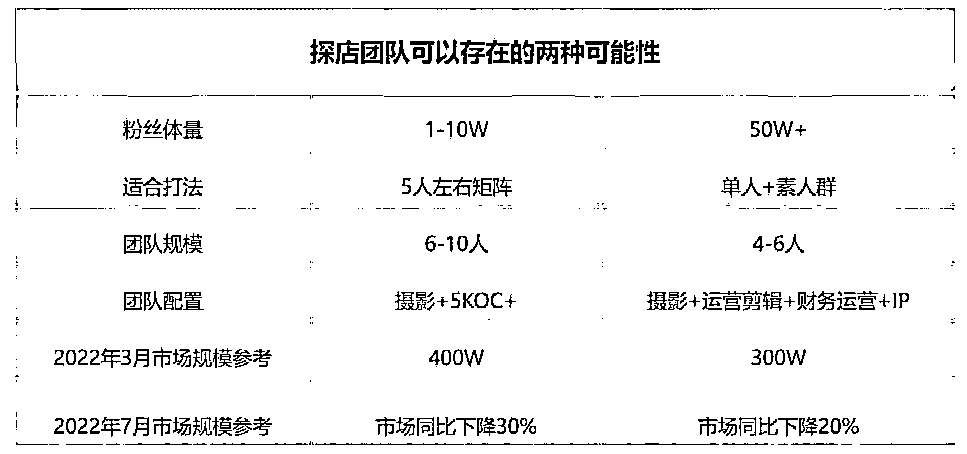 探店团队可以存在的两种可能性
粉丝体量 1-10W 50W+
适合打法 5人左右矩阵 单人+素人群
团队规模 6-10人 4-6人
团队配置 摄影+5KOC+ 摄影+运营剪辑+财务运营+IP
2022年3月市场规模参考 400W 300W
2022年7月市场规模参考 市场同比下降30% 市场同比下降20%